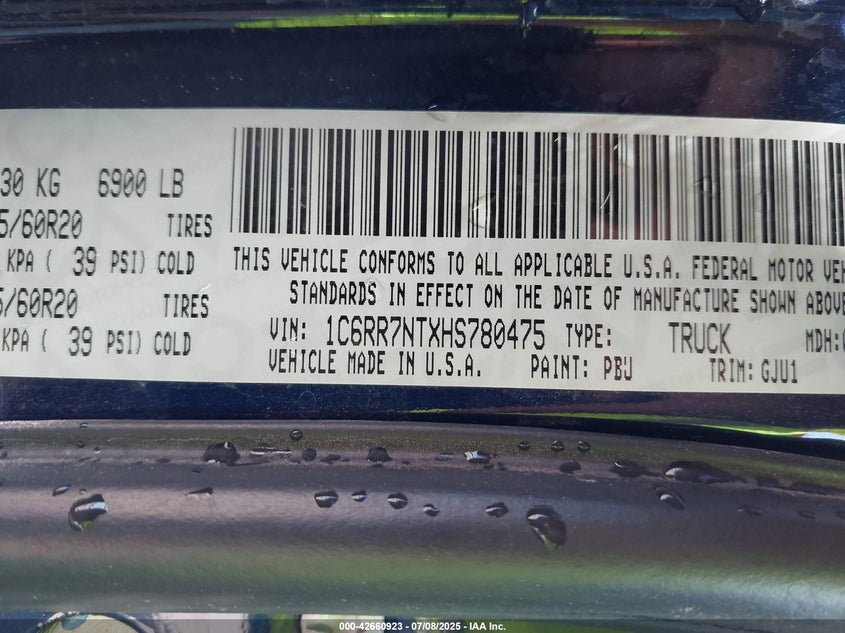 30 KG 6900 LB
5/60R20 TIRES
KPA ( 39 PSI) COLD
5/60R20 TIRES
KPA ( 39 PSI) COLD
THIS VEHICLE CONFORMS TO ALL APPLICABLE U.S.A. FEDERAL MOTOR VEH
STANDARDS IN EFFECT ON THE DATE OF MANUFACTURE SHOWN ABOVE
VIN: 1C6RR7NTXHS780475 TYPE: TRUCK MDH:
VEHICLE MADE IN U.S.A. PAINT: PBJ TRIM: GJU1
000-42660923 / 07/08/2025 - IAA Inc.